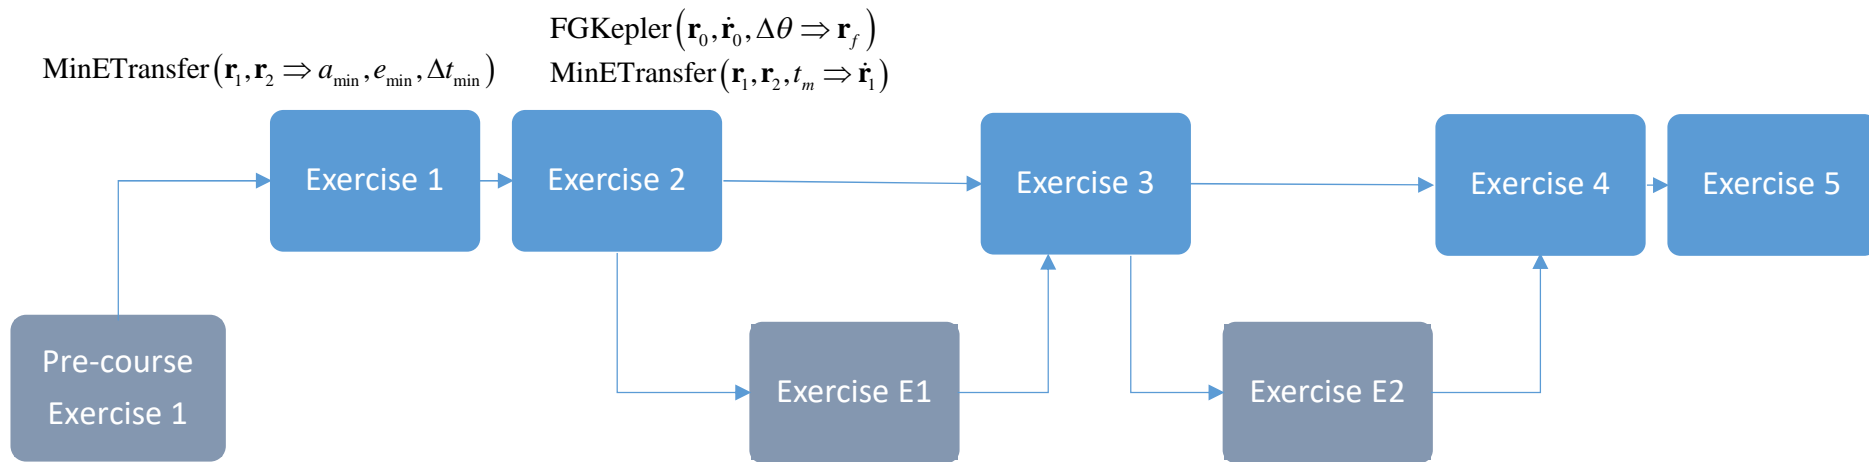 FGKepler(𝐫₀, 𝐫̇₀, Δθ ⇒ 𝐫_f)
MinETransfer(𝐫₁, 𝐫₂ ⇒ a_min, e_min, Δt_min)
MinETransfer(𝐫₁, 𝐫₂, t_m ⇒ 𝐫̇₁)
Exercise 1
Exercise 2
Exercise 3
Exercise 4
Exercise 5
Pre-course
Exercise 1
Exercise E1
Exercise E2